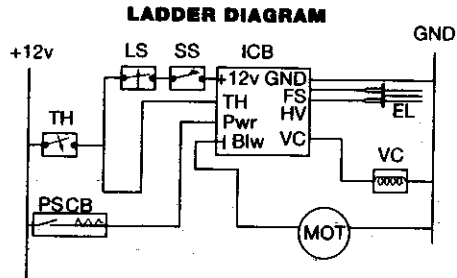 LADDER DIAGRAM
+12v
GND
LS SS ICB
+12v GND
TH FS
HV
EL
Pwr
Blw VC
TH
VC
PSCB
MOT